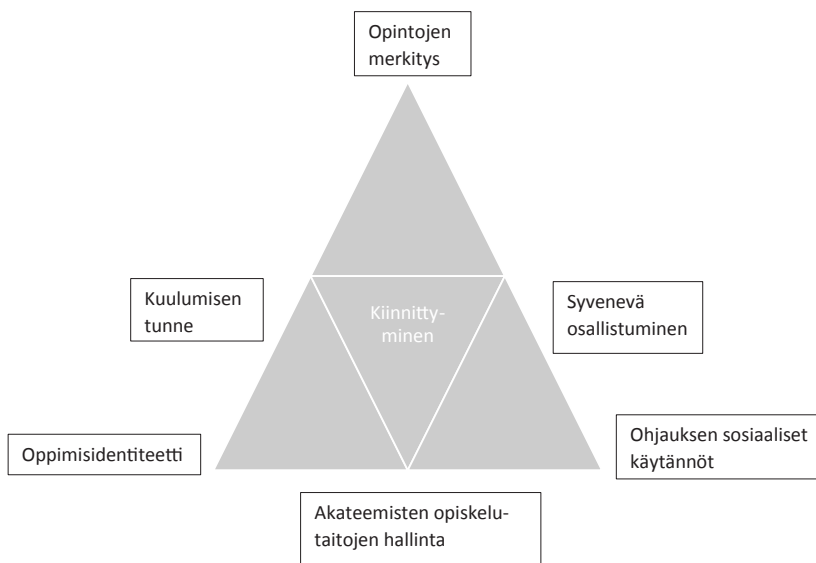 Opintojen
merkitys
Kuulumisen
tunne
Kiinnitty-
minen
Syvenevä
osallistuminen
Oppimisidentiteetti
Ohjauksen sosiaaliset
käytännöt
Akateemisten opiskelu-
taitojen hallinta